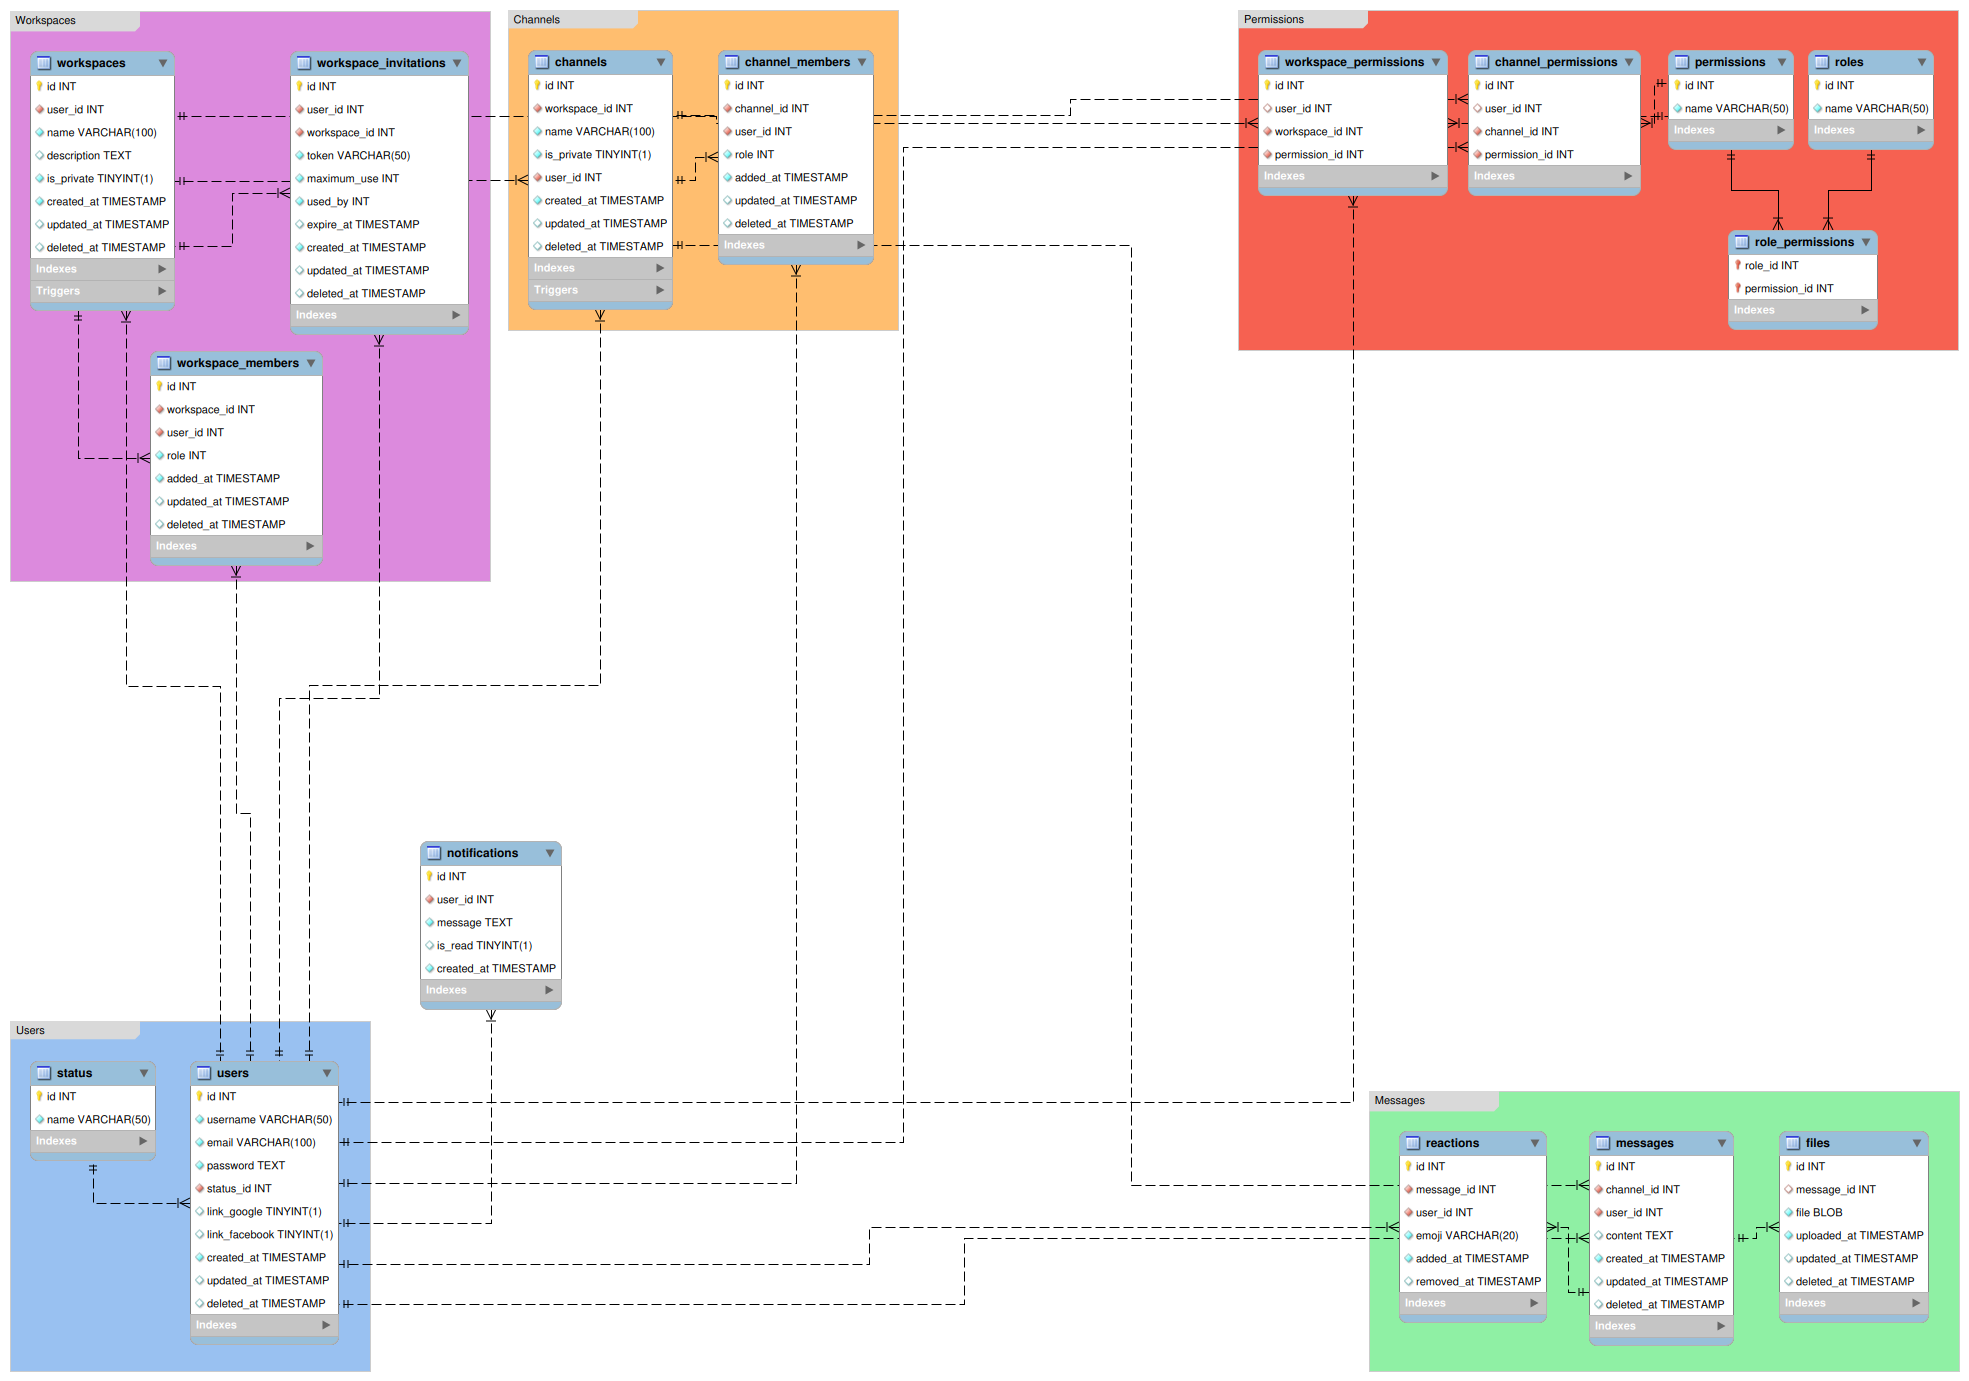 Workspaces
workspaces
id INT
user_id INT
name VARCHAR(100)
description TEXT
is_private TINYINT(1)
created_at TIMESTAMP
updated_at TIMESTAMP
deleted_at TIMESTAMP
Indexes
Triggers
workspace_invitations
id INT
user_id INT
workspace_id INT
token VARCHAR(50)
maximum_use INT
used_by INT
expire_at TIMESTAMP
created_at TIMESTAMP
updated_at TIMESTAMP
deleted_at TIMESTAMP
Indexes
workspace_members
id INT
workspace_id INT
user_id INT
role INT
added_at TIMESTAMP
updated_at TIMESTAMP
deleted_at TIMESTAMP
Indexes
Channels
channels
id INT
workspace_id INT
name VARCHAR(100)
is_private TINYINT(1)
user_id INT
created_at TIMESTAMP
updated_at TIMESTAMP
deleted_at TIMESTAMP
Indexes
Triggers
channel_members
id INT
channel_id INT
user_id INT
role INT
added_at TIMESTAMP
updated_at TIMESTAMP
deleted_at TIMESTAMP
Indexes
Permissions
workspace_permissions
id INT
user_id INT
workspace_id INT
permission_id INT
Indexes
channel_permissions
id INT
user_id INT
channel_id INT
permission_id INT
Indexes
permissions
id INT
name VARCHAR(50)
Indexes
roles
id INT
name VARCHAR(50)
Indexes
role_permissions
role_id INT
permission_id INT
Indexes
notifications
id INT
user_id INT
message TEXT
is_read TINYINT(1)
created_at TIMESTAMP
Indexes
Users
status
id INT
name VARCHAR(50)
Indexes
users
id INT
username VARCHAR(50)
email VARCHAR(100)
password TEXT
status_id INT
link_google TINYINT(1)
link_facebook TINYINT(1)
created_at TIMESTAMP
updated_at TIMESTAMP
deleted_at TIMESTAMP
Indexes
Messages
reactions
id INT
message_id INT
user_id INT
emoji VARCHAR(20)
added_at TIMESTAMP
removed_at TIMESTAMP
Indexes
messages
id INT
channel_id INT
user_id INT
content TEXT
created_at TIMESTAMP
updated_at TIMESTAMP
deleted_at TIMESTAMP
Indexes
files
id INT
message_id INT
file BLOB
uploaded_at TIMESTAMP
updated_at TIMESTAMP
deleted_at TIMESTAMP
Indexes